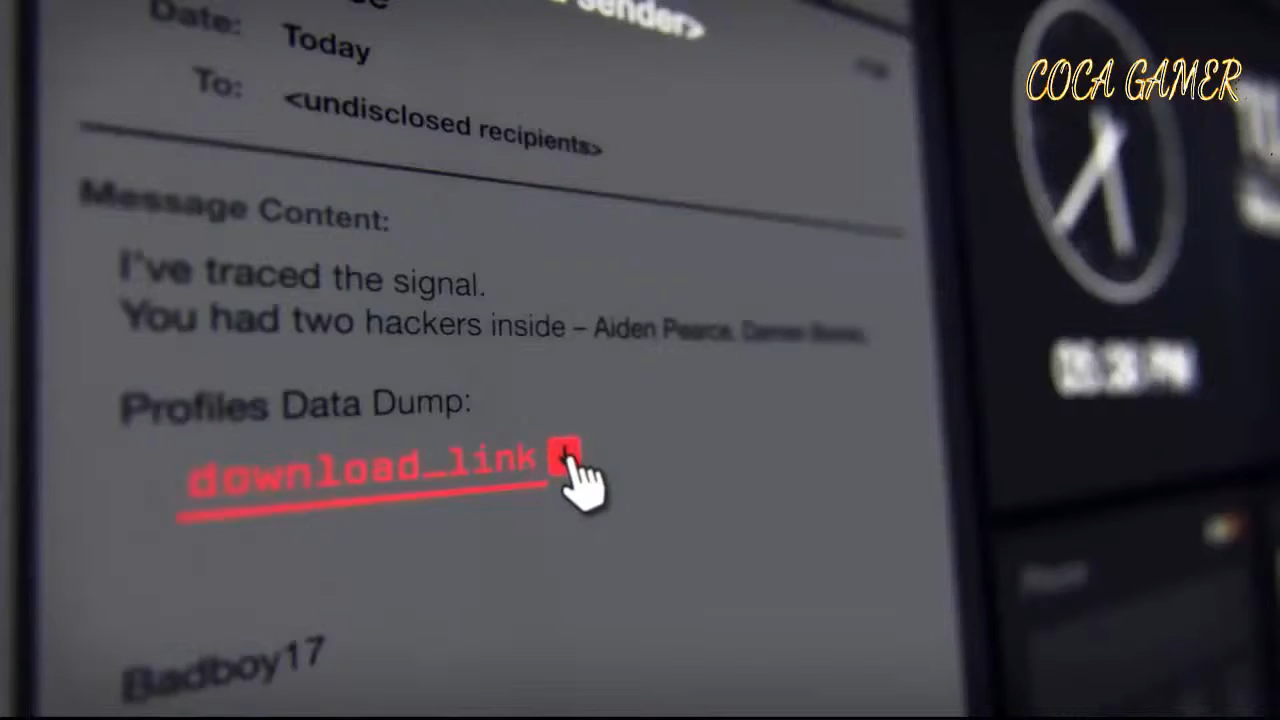 sender>
Date: Today
To: <undisclosed recipients>
Message Content:
I've traced the signal.
You had two hackers inside – Aiden Pearce,
Profiles Data Dump:
download_link
Badboy17
COCA GAMER